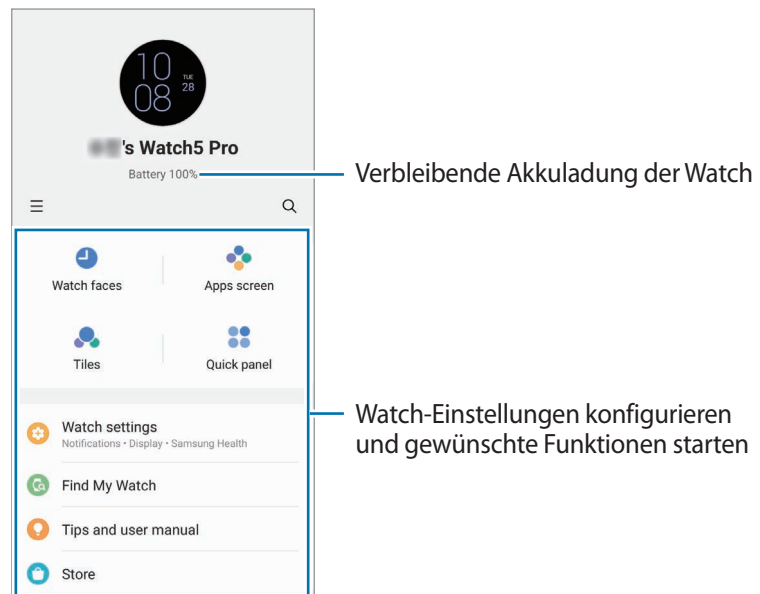 10
08
TUE
28
's Watch5 Pro
Battery 100%
Verbleibende Akkuladung der Watch
Watch faces
Apps screen
Tiles
Quick panel
Watch settings
Notifications • Display • Samsung Health
Watch-Einstellungen konfigurieren
und gewünschte Funktionen starten
Find My Watch
Tips and user manual
Store